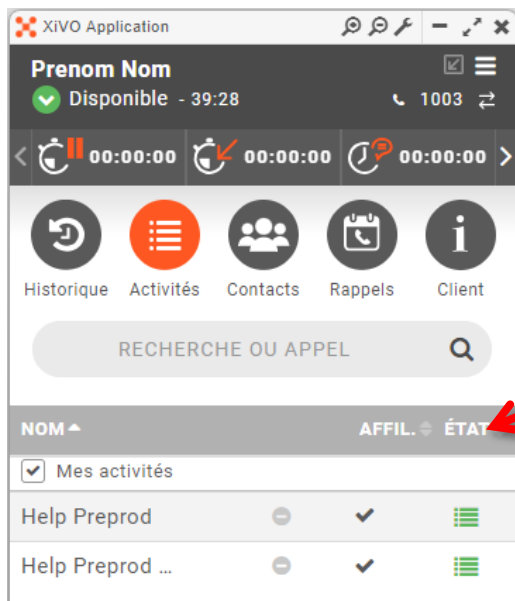 XiVO Application
Prenom Nom
Disponible - 39:28
1003
00:00:00 00:00:00 00:00:00
Historique Activités Contacts Rappels Client
RECHERCHE OU APPEL
NOM AFFIL. ÉTAT
Mes activités
Help Preprod
Help Preprod ...